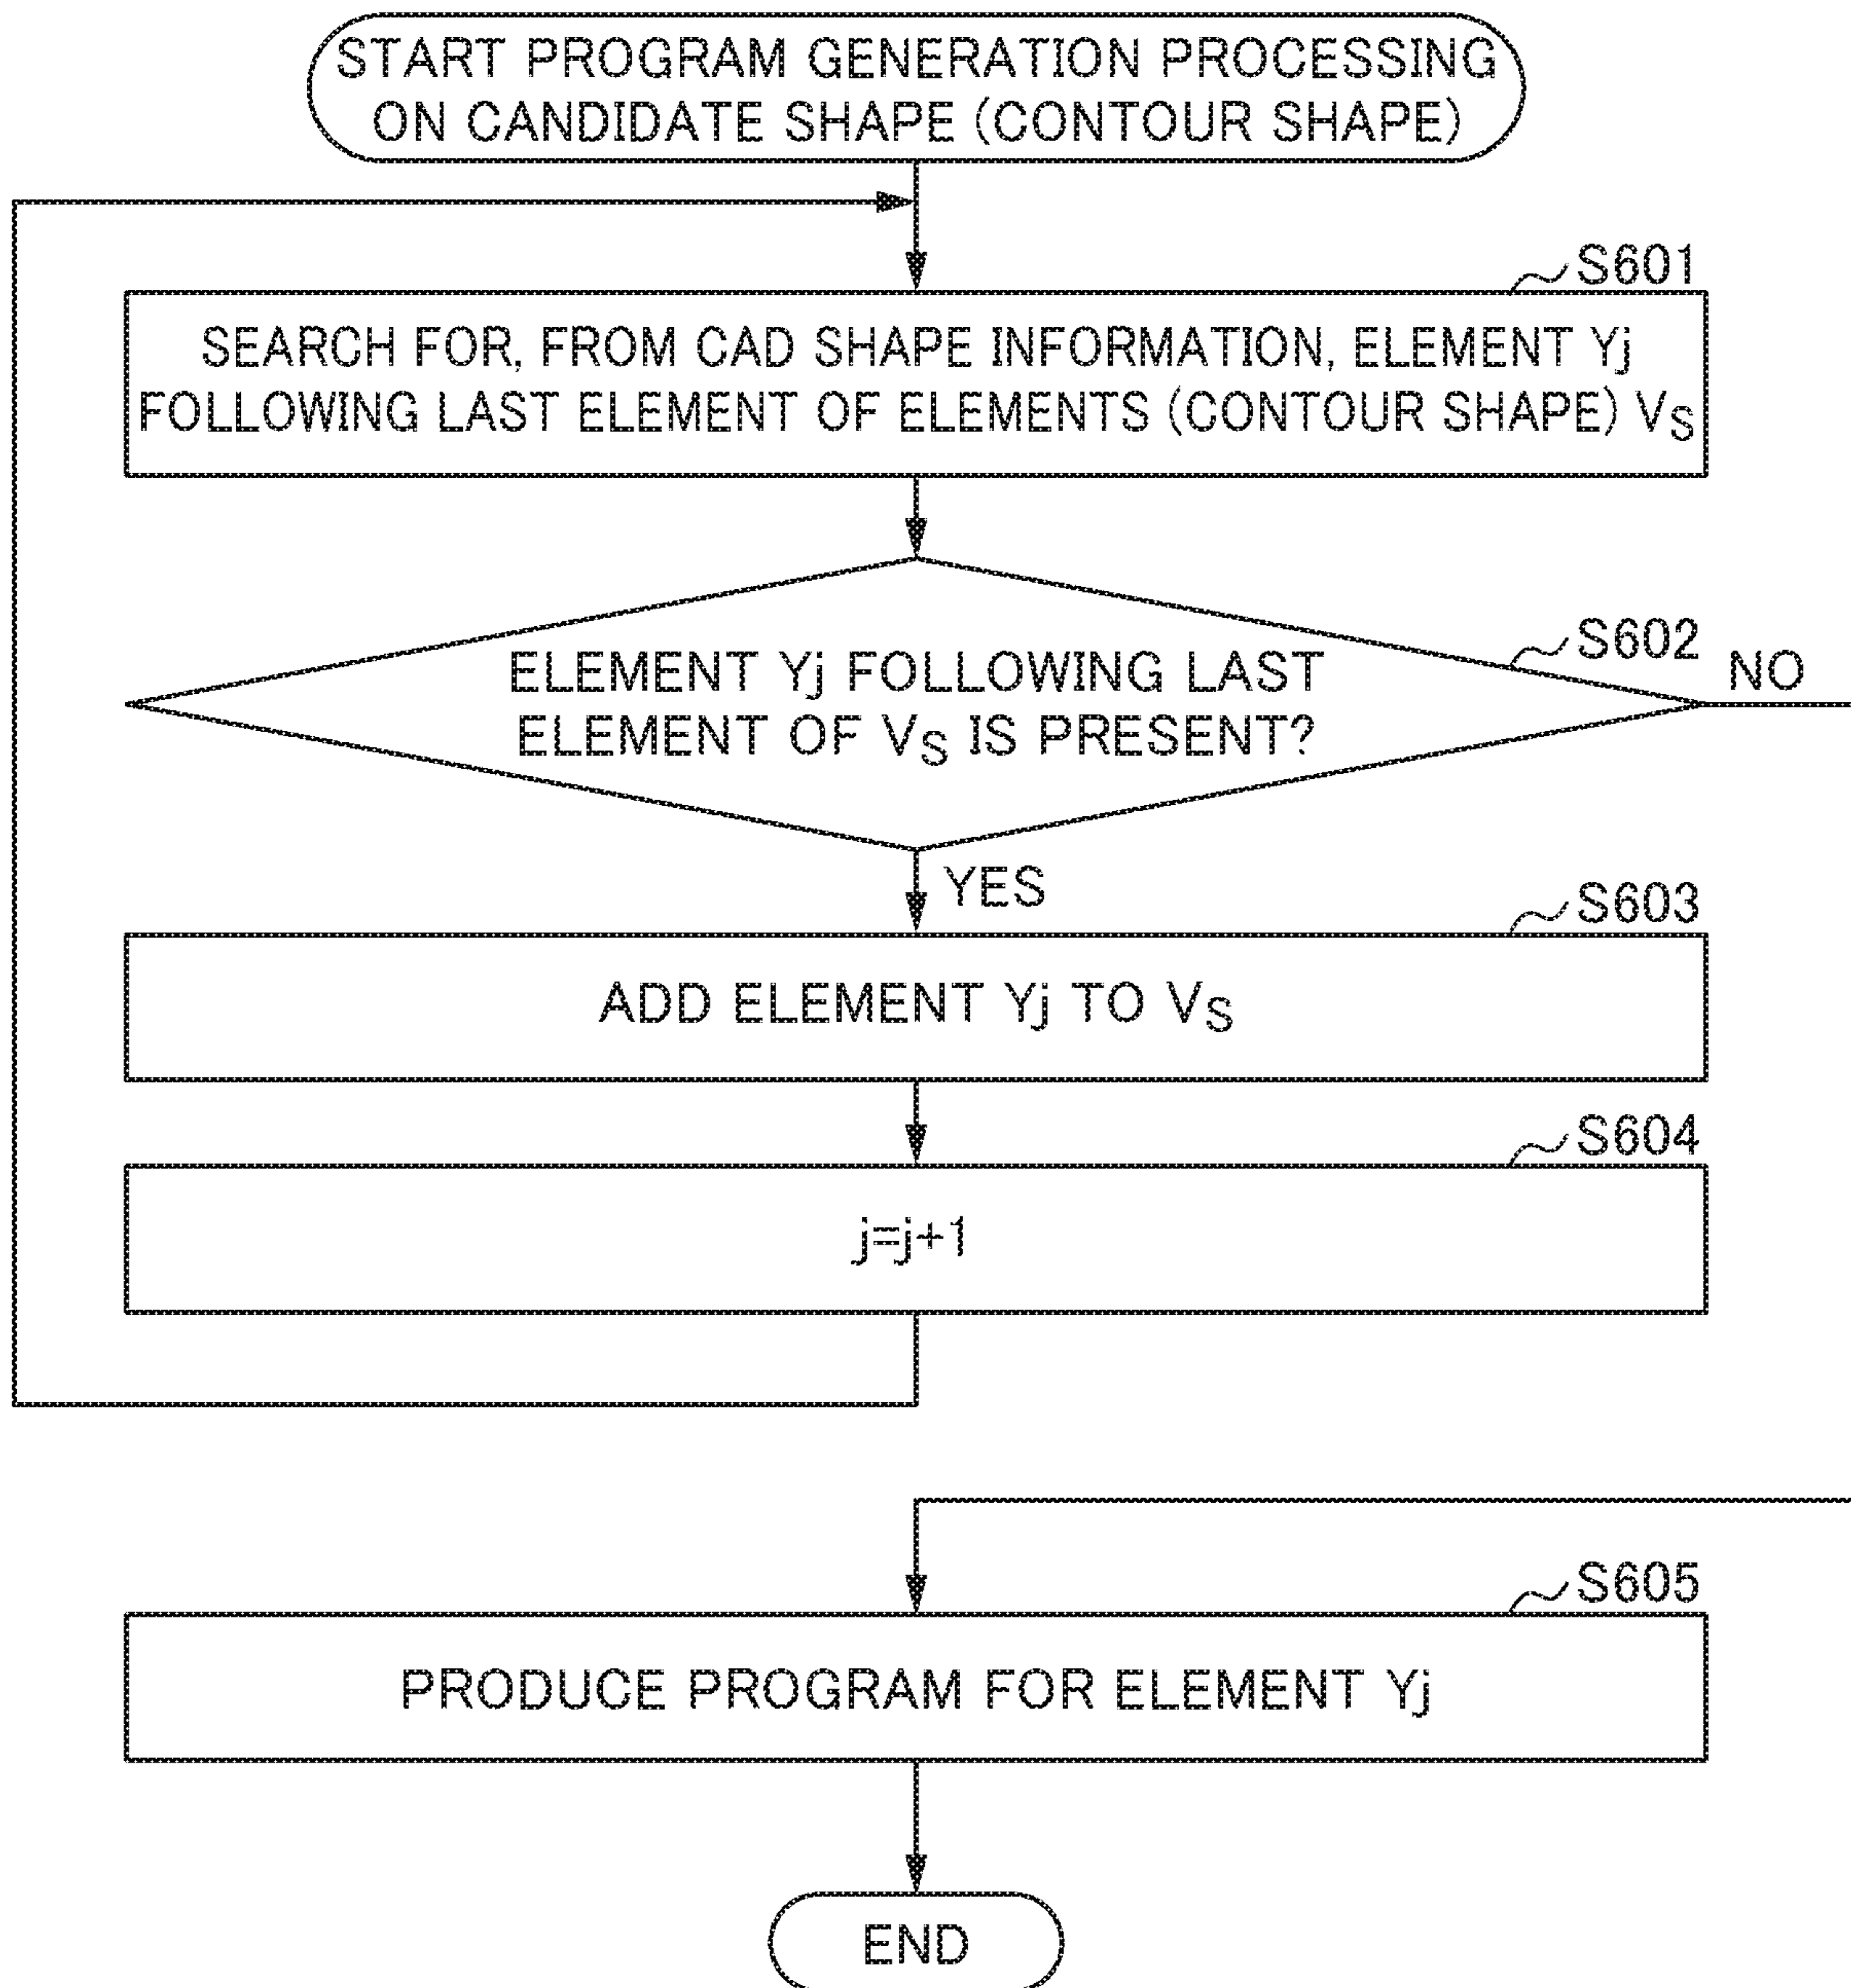 START PROGRAM GENERATION PROCESSING
ON CANDIDATE SHAPE (CONTOUR SHAPE)
S601
SEARCH FOR, FROM CAD SHAPE INFORMATION, ELEMENT Yj
FOLLOWING LAST ELEMENT OF ELEMENTS (CONTOUR SHAPE) VS
S602
NO
ELEMENT Yj FOLLOWING LAST
ELEMENT OF VS IS PRESENT?
YES
S603
ADD ELEMENT Yj TO VS
S604
j=j+1
S605
PRODUCE PROGRAM FOR ELEMENT Yj
END